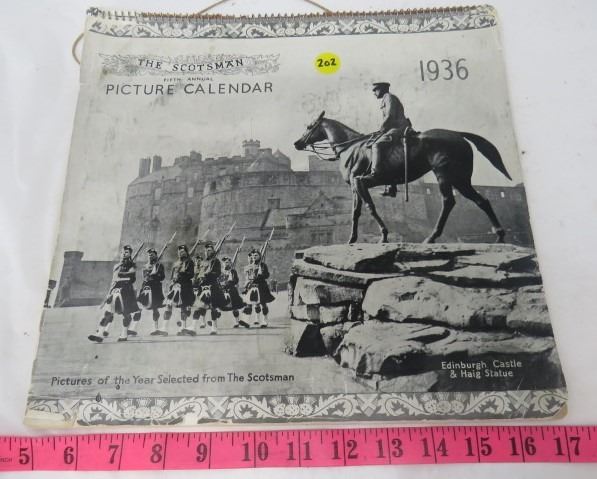 THE SCOTSMAN
FIFTH ANNUAL
PICTURE CALENDAR
202
1936
Pictures of the Year Selected from The Scotsman
Edinburgh Castle
& Haig Statue
INCH 5 6 7 8 9 10 11 12 13 14 15 16 17